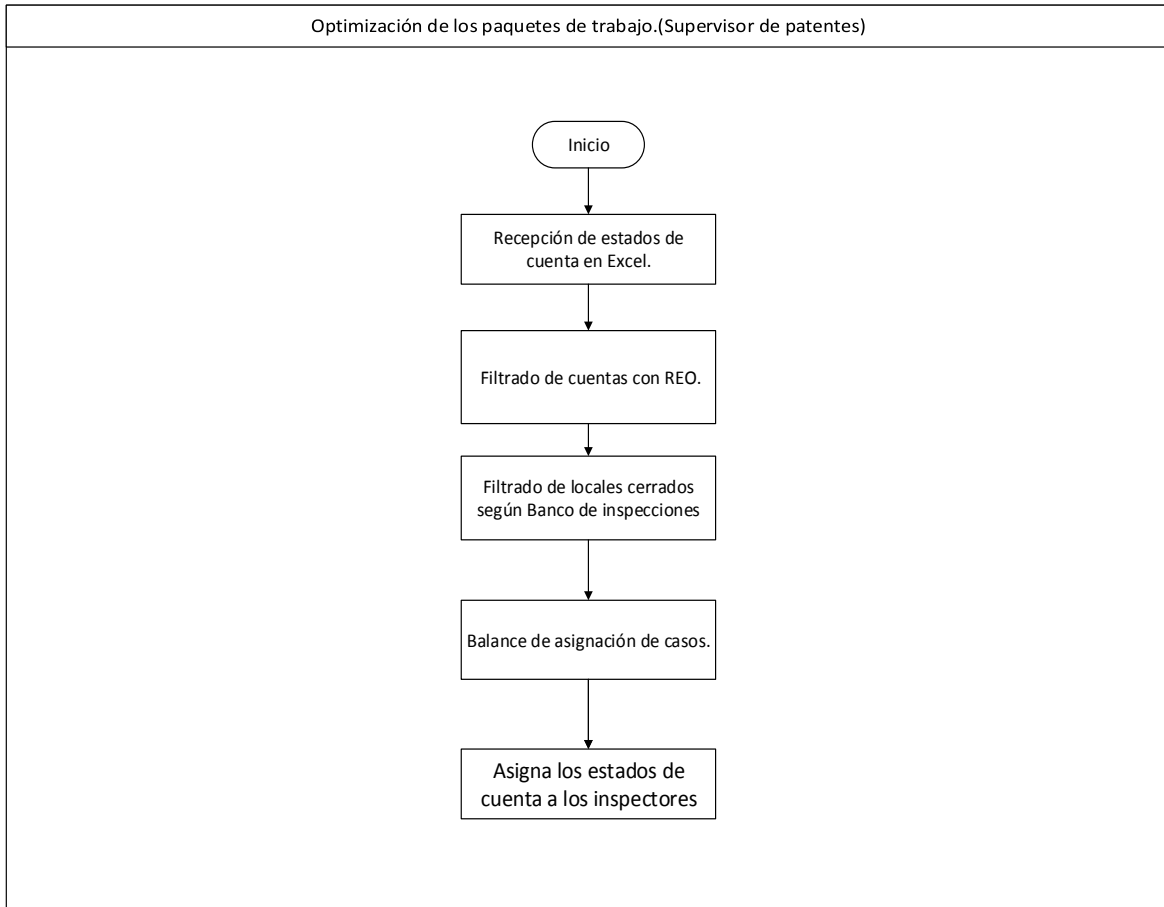 Optimización de los paquetes de trabajo.(Supervisor de patentes)
Inicio
Recepción de estados de
cuenta en Excel.
Filtrado de cuentas con REO.
Filtrado de locales cerrados
según Banco de inspecciones
Balance de asignación de casos.
Asigna los estados de
cuenta a los inspectores